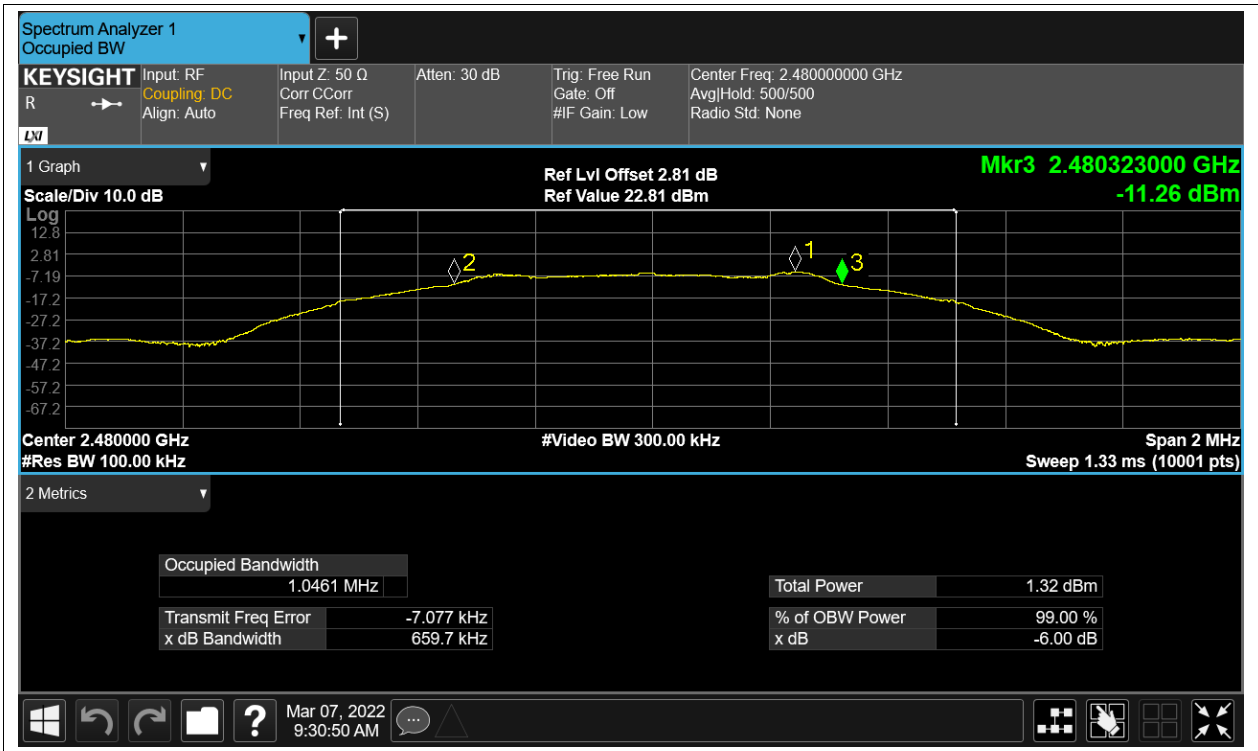 Spectrum Analyzer 1
Occupied BW
KEYSIGHT
R
LXI
Input: RF
Coupling: DC
Align: Auto
Input Z: 50 Ω
Corr CCorr
Freq Ref: Int (S)
Atten: 30 dB
Trig: Free Run
Gate: Off
#IF Gain: Low
Center Freq: 2.480000000 GHz
Avg|Hold: 500/500
Radio Std: None
1 Graph
Scale/Div 10.0 dB
Ref Lvl Offset 2.81 dB
Ref Value 22.81 dBm
Mkr3 2.480323000 GHz
-11.26 dBm
Log
12.8
2.81
-7.19
-17.2
-27.2
-37.2
-47.2
-57.2
-67.2
2
1
3
Center 2.480000 GHz
#Res BW 100.00 kHz
#Video BW 300.00 kHz
Span 2 MHz
Sweep 1.33 ms (10001 pts)
2 Metrics
Occupied Bandwidth
1.0461 MHz
Transmit Freq Error -7.077 kHz
x dB Bandwidth 659.7 kHz
Total Power 1.32 dBm
% of OBW Power 99.00 %
x dB -6.00 dB
?
Mar 07, 2022
9:30:50 AM